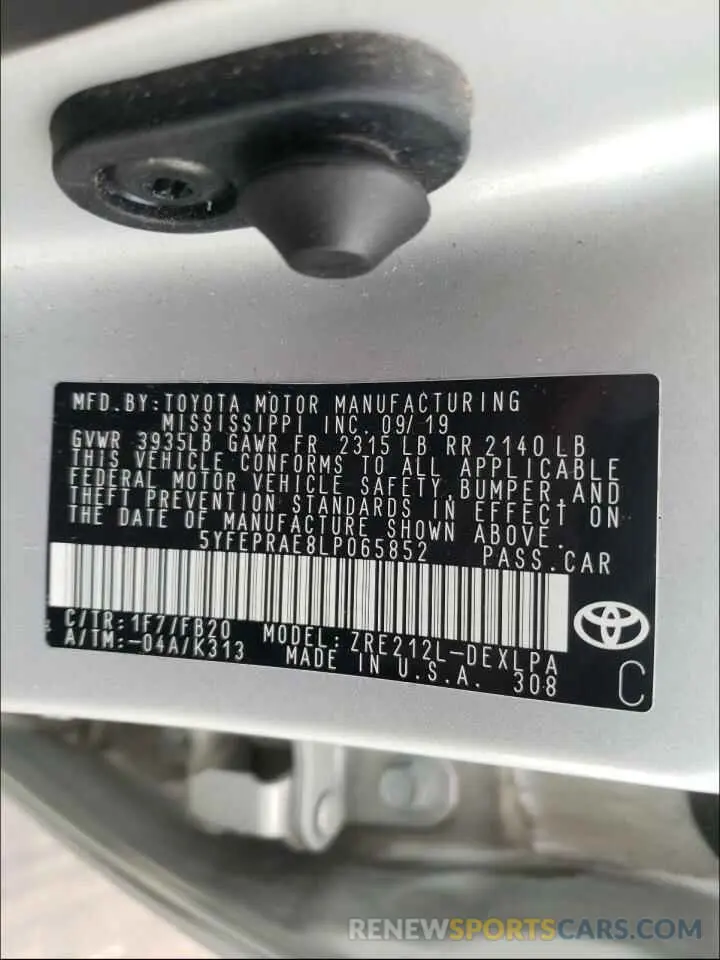 MFD. BY: TOYOTA MOTOR MANUFACTURING
MISSISSIPPI INC. 09/19
GVWR 3935LB GAWR FR 2315 LB RR 2140 LB
THIS VEHICLE CONFORMS TO ALL APPLICABLE
FEDERAL MOTOR VEHICLE SAFETY, BUMPER, AND
THEFT PREVENTION STANDARDS IN EFFECT ON
THE DATE OF MANUFACTURE SHOWN ABOVE.
5YFEPRAE8LP065852 PASS. CAR
C/TR: 1F7/FB20 MODEL: ZRE212L-DEXLPA
A/TM: -04A/K313 MADE IN U.S.A. 308
C
RENEWSPORTSCARS.COM